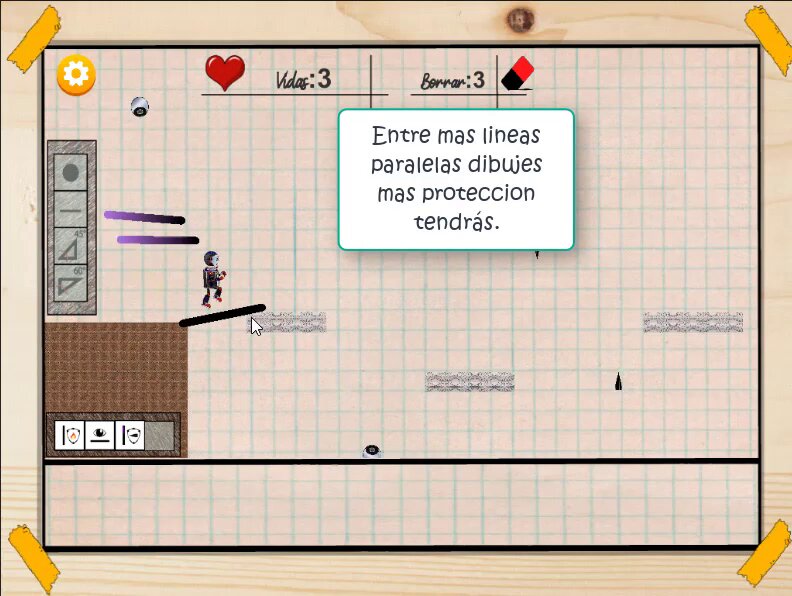 Vidas:3
Borrar:3
Entre mas lineas
paralelas dibujes
mas proteccion
tendrás.
45°
60°